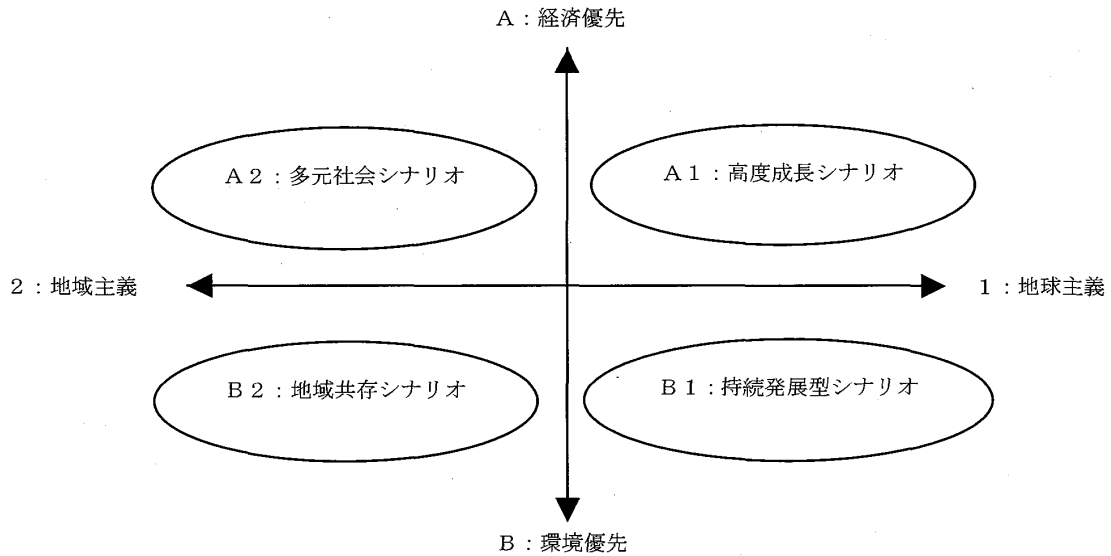 A：経済優先
A2：多元社会シナリオ
A1：高度成長シナリオ
2：地域主義
1：地球主義
B2：地域共存シナリオ
B1：持続発展型シナリオ
B：環境優先